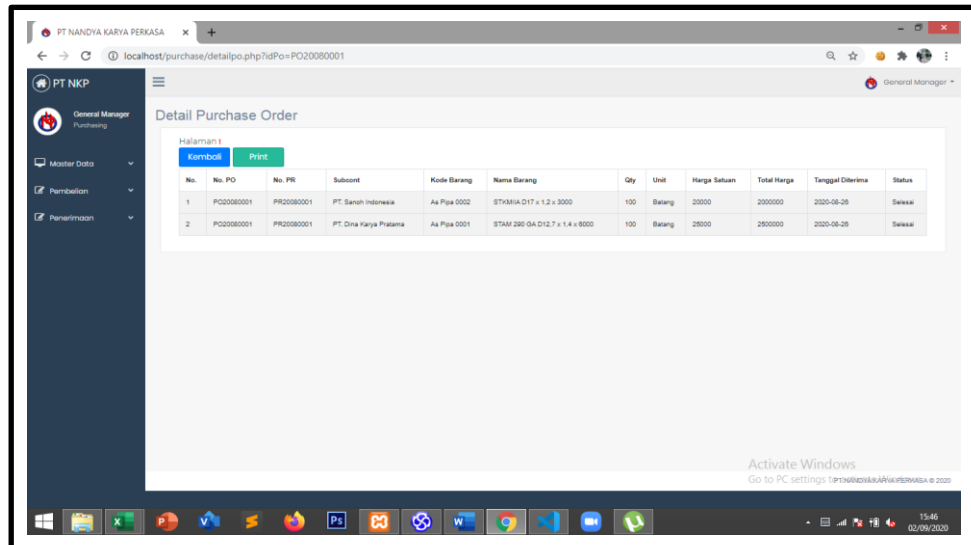 PT NANDYA KARYA PERKASA
localhost/purchase/detailpo.php?idPo=PO20080001
PT NKP
General Manager
General Manager
Purchasing
Master Data
Pembelian
Penerimaan
Detail Purchase Order
Halaman 1
Kembali Print
No. No. PO No. PR Subcont Kode Barang Nama Barang Qty Unit Harga Satuan Total Harga Tanggal Diterima Status
1 PO20080001 PR20080001 PT. Sanoh Indonesia As Pipa 0002 STKMIIA D17 x 1,2 x 3000 100 Batang 20000 2000000 2020-08-26 Selesai
2 PO20080001 PR20080001 PT. Dina Karya Pratama As Pipa 0001 STAM 290 GA D12,7 x 1,4 x 6000 100 Batang 25000 2500000 2020-08-26 Selesai
Activate Windows
Go to PC settings to
PT NANDYA KARYA PERKASA © 2020
Ps
15:46
02/09/2020